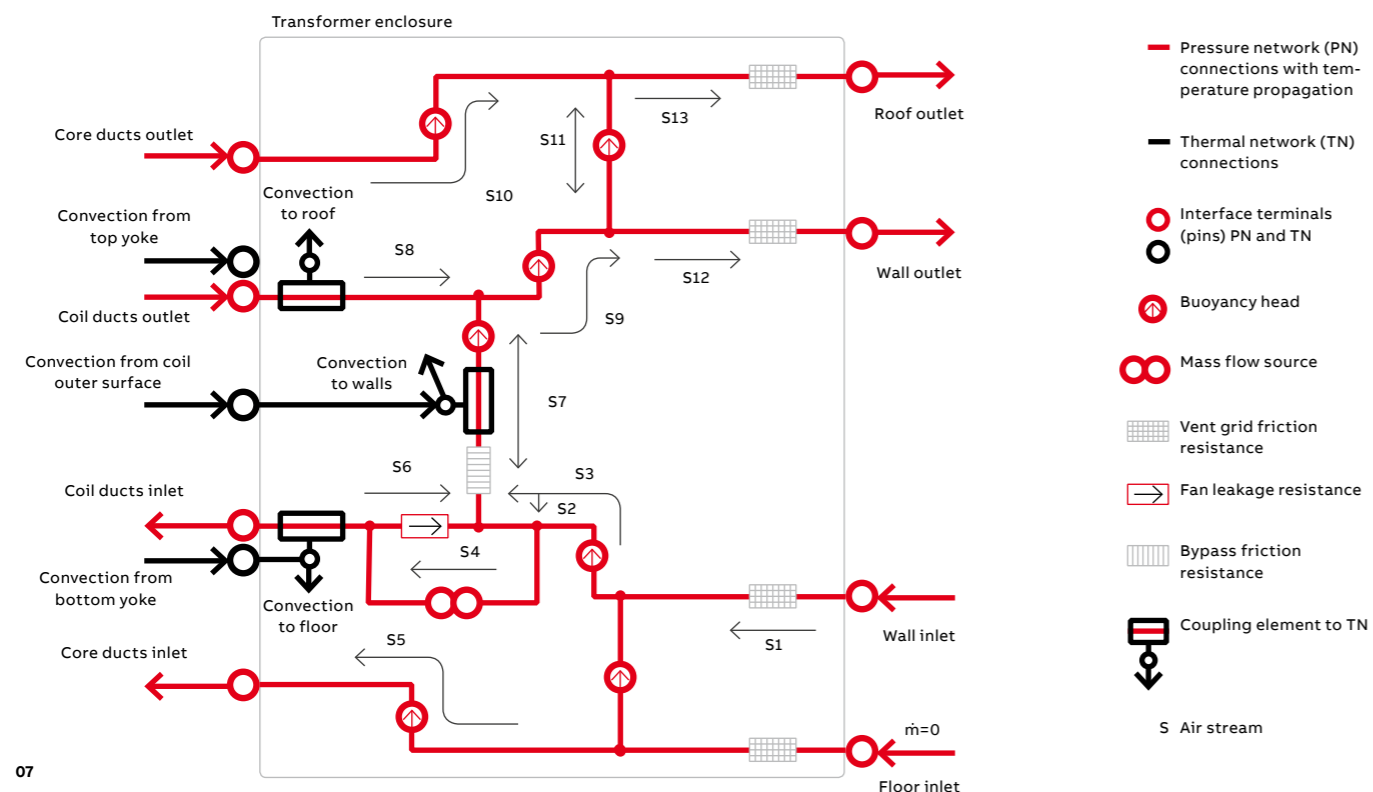 Transformer enclosure
Core ducts outlet
Convection from
top yoke
Coil ducts outlet
Convection from coil
outer surface
Coil ducts inlet
Convection from
bottom yoke
Core ducts inlet
Convection
to roof
Convection
to walls
Convection
to floor
S10
S11
S13
S8
S12
S9
S7
S6
S3
S2
S4
S1
S5
Roof outlet
Wall outlet
Wall inlet
ṁ=0
Floor inlet
Pressure network (PN)
connections with tem-
perature propagation
Thermal network (TN)
connections
Interface terminals
(pins) PN and TN
Buoyancy head
Mass flow source
Vent grid friction
resistance
Fan leakage resistance
Bypass friction
resistance
Coupling element to TN
S Air stream
07